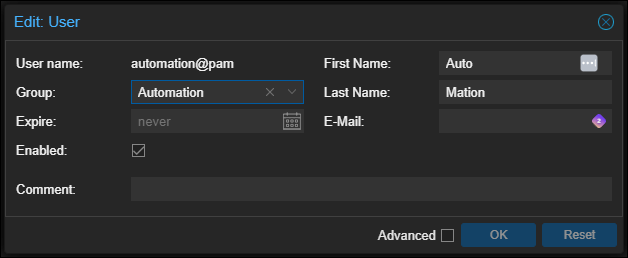 Edit: User
User name: automation@pam First Name: Auto
Group: Automation Last Name: Mation
Expire: never E-Mail: 2
Enabled:
Comment:
Advanced OK Reset